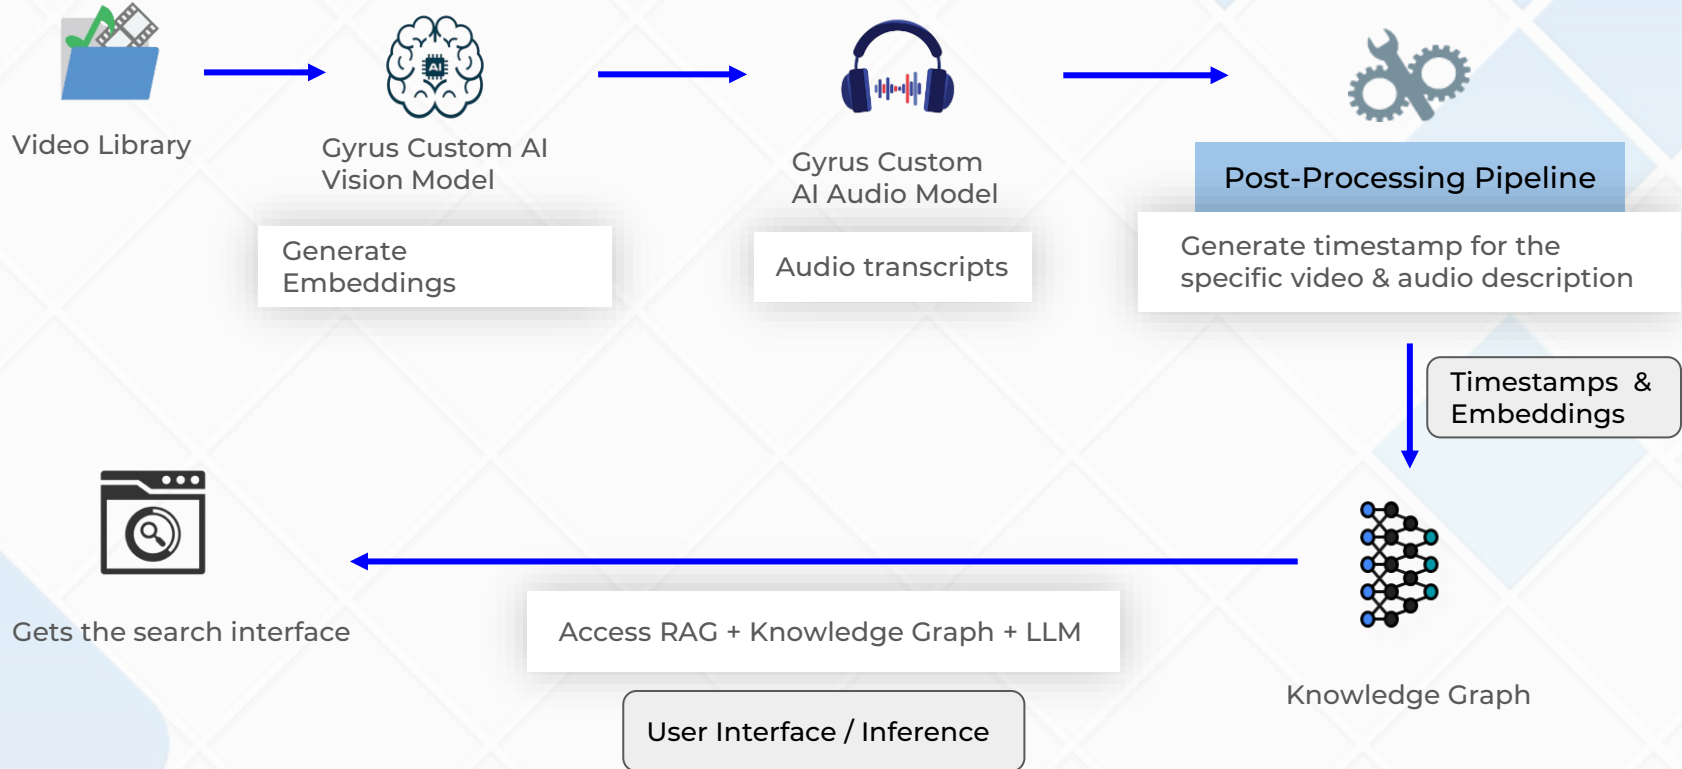 AI
Video Library
Gyrus Custom AI
Vision Model
Generate
Embeddings
Gyrus Custom
AI Audio Model
Audio transcripts
Post-Processing Pipeline
Generate timestamp for the
specific video & audio description
Timestamps &
Embeddings
Knowledge Graph
Access RAG + Knowledge Graph + LLM
User Interface / Inference
Gets the search interface